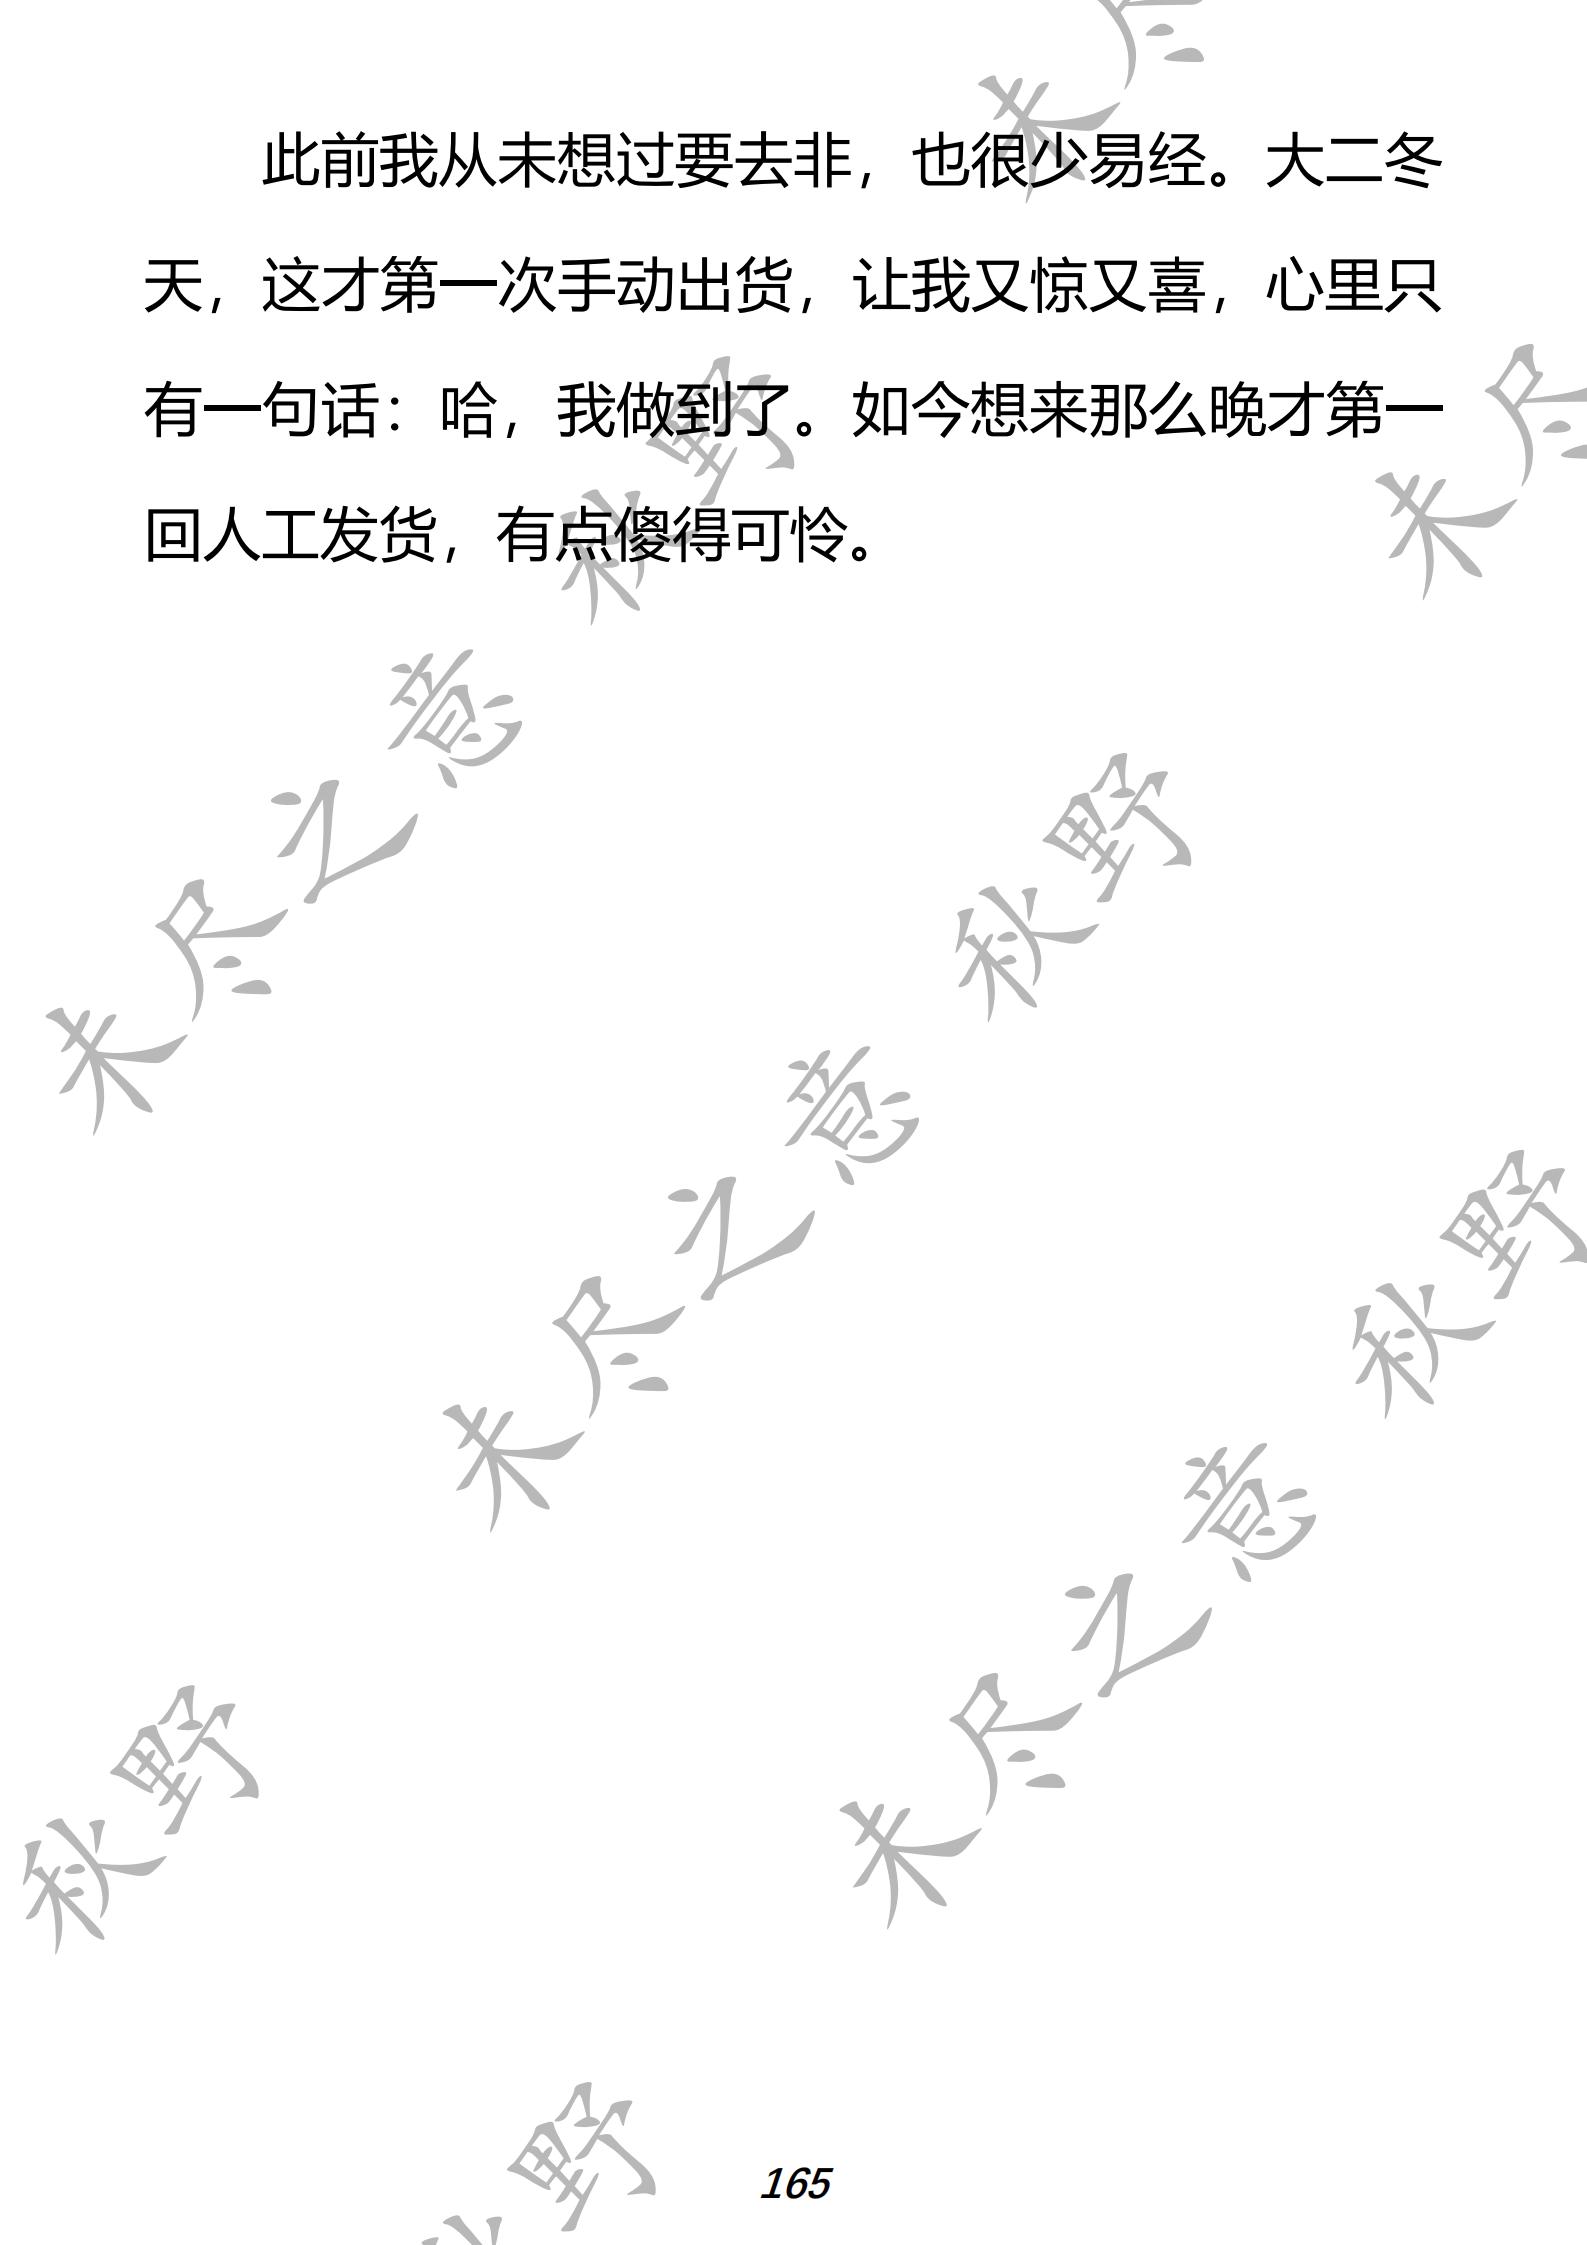 此前我从未想过要去非，也很少易经。大二冬
天，这才第一次手动出货，让我又惊又喜，心里只
有一句话：哈，我做到了。如今想来那么晚才第一
回人工发货，有点傻得可怜。
未尽
未尽
未尽之意 秋野
未尽之意 秋野
未尽之意 秋野
秋野
秋野
165